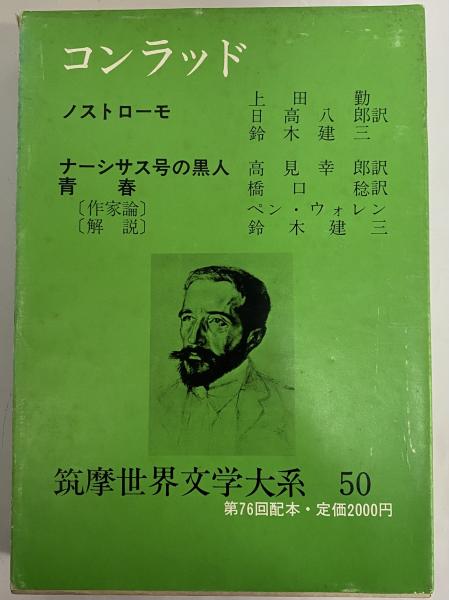 コンラッド
ノストローモ
上田勤
日高八郎訳
鈴木建三
ナーシサス号の黒人 高見幸郎訳
青春 橋口稔訳
〔作家論〕 ペン・ウォレン
〔解説〕 鈴木建三
筑摩世界文学大系 50
第76回配本・定価2000円